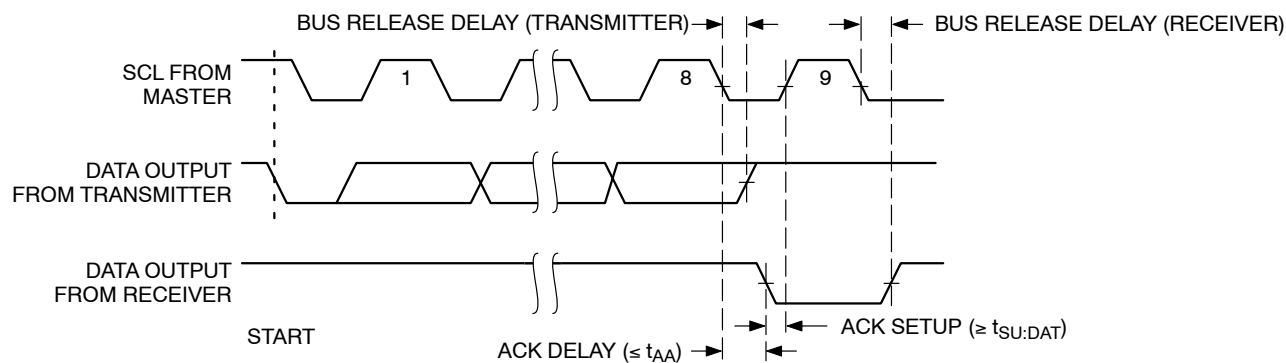 BUS RELEASE DELAY (TRANSMITTER)
BUS RELEASE DELAY (RECEIVER)
SCL FROM
MASTER
1
8
9
DATA OUTPUT
FROM TRANSMITTER
DATA OUTPUT
FROM RECEIVER
START
ACK SETUP (≥ tSU:DAT)
ACK DELAY (≤ tAA)